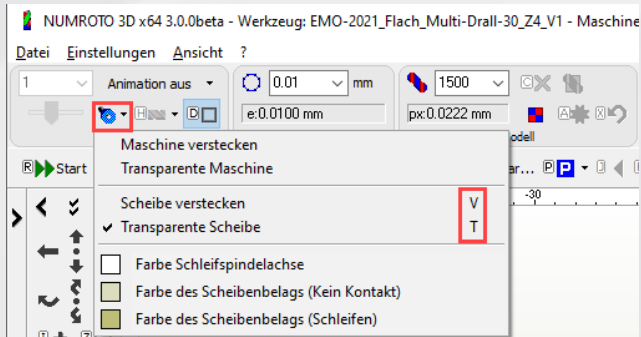 NUMROTO 3D x64 3.0.0beta - Werkzeug: EMO-2021_Flach_Multi-Drall-30_Z4_V1 - Maschine
Datei Einstellungen Ansicht ?
1 Animation aus 0.01 mm 1500
H D e:0.0100 mm px:0.0222 mm A
odell
R Start Maschine verstecken ar... P P
Transparente Maschine
-30
Scheibe verstecken V
Transparente Scheibe T
Farbe Schleifspindelachse
Farbe des Scheibenbelags (Kein Kontakt)
Farbe des Scheibenbelags (Schleifen)